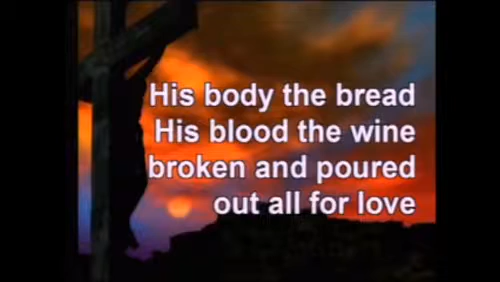 His body the bread
His blood the wine
broken and poured
out all for love